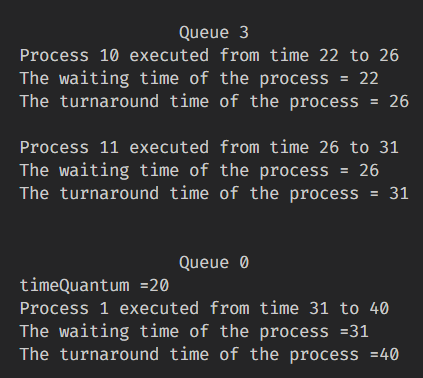 Queue 3
Process 10 executed from time 22 to 26
The waiting time of the process = 22
The turnaround time of the process = 26
Process 11 executed from time 26 to 31
The waiting time of the process = 26
The turnaround time of the process = 31
Queue 0
timeQuantum =20
Process 1 executed from time 31 to 40
The waiting time of the process =31
The turnaround time of the process =40